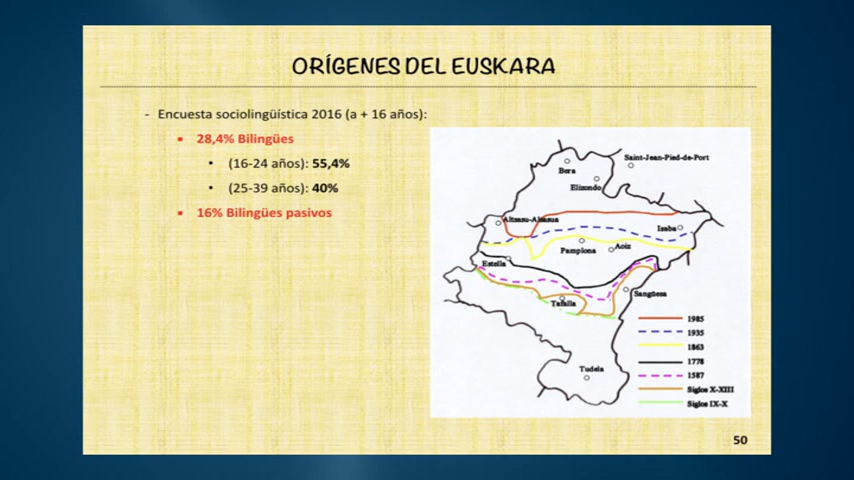 ORÍGENES DEL EUSKARA
- Encuesta sociolingüística 2016 (a + 16 años):
▪ 28,4% Bilingües
• (16-24 años): 55,4%
• (25-39 años): 40%
▪ 16% Bilingües pasivos
Saint-Jean-Pied-de-Port
Bera
Elizondo
Altsasu-Alsasua
Isaba
Pamplona
Aoiz
Estella
Sangüesa
Tafalla
Tudela
1985
1935
1863
1778
1587
Siglos X-XIII
Siglos IX-X
50